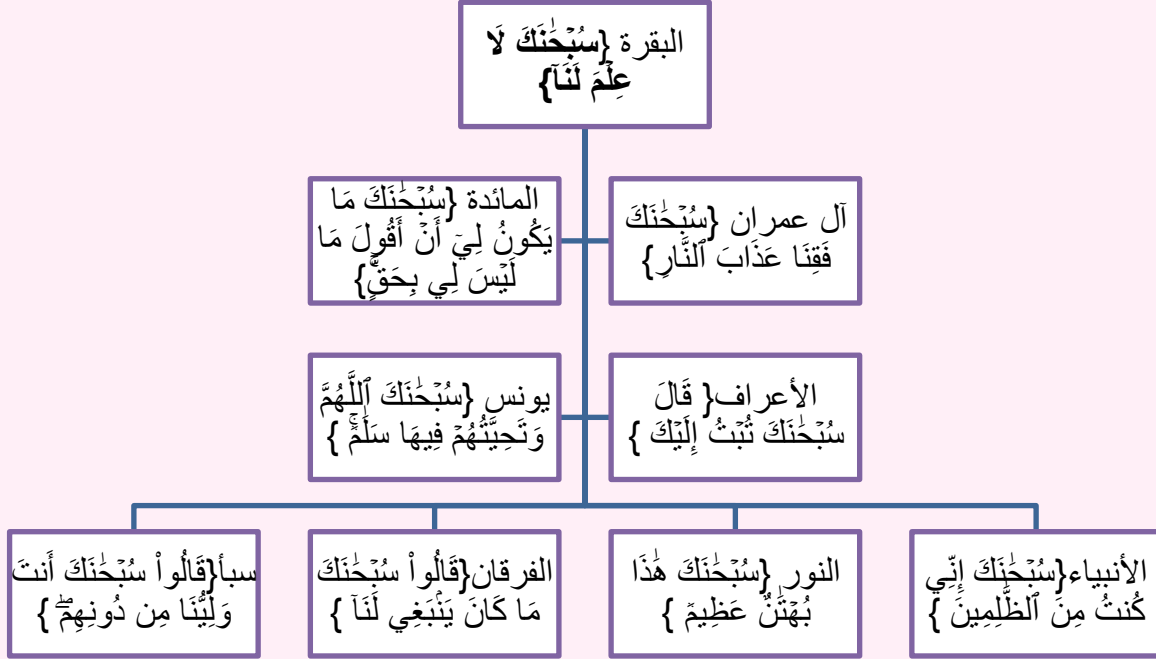 البقرة {سُبۡحَٰنَكَ لَا
عِلۡمَ لَنَآ}
آل عمران {سُبۡحَٰنَكَ
فَقِنَا عَذَابَ ٱلنَّارِ}
المائدة {سُبۡحَٰنَكَ مَا
يَكُونُ لِيٓ أَنۡ أَقُولَ مَا
لَيۡسَ لِي بِحَقٍّۚ}
الأعراف{ قَالَ
سُبۡحَٰنَكَ تُبۡتُ إِلَيۡكَ }
يونس {سُبۡحَٰنَكَ ٱللَّهُمَّ
وَتَحِيَّتُهُمۡ فِيهَا سَلَٰمٞۚ }
الأنبياء{سُبۡحَٰنَكَ إِنِّي
كُنتُ مِنَ ٱلظَّٰلِمِينَ }
النور {سُبۡحَٰنَكَ هَٰذَا
بُهۡتَٰنٌ عَظِيمٞ }
الفرقان{قَالُواْ سُبۡحَٰنَكَ
مَا كَانَ يَنۢبَغِي لَنَآ }
سبأ{قَالُواْ سُبۡحَٰنَكَ أَنتَ
وَلِيُّنَا مِن دُونِهِمۖ }